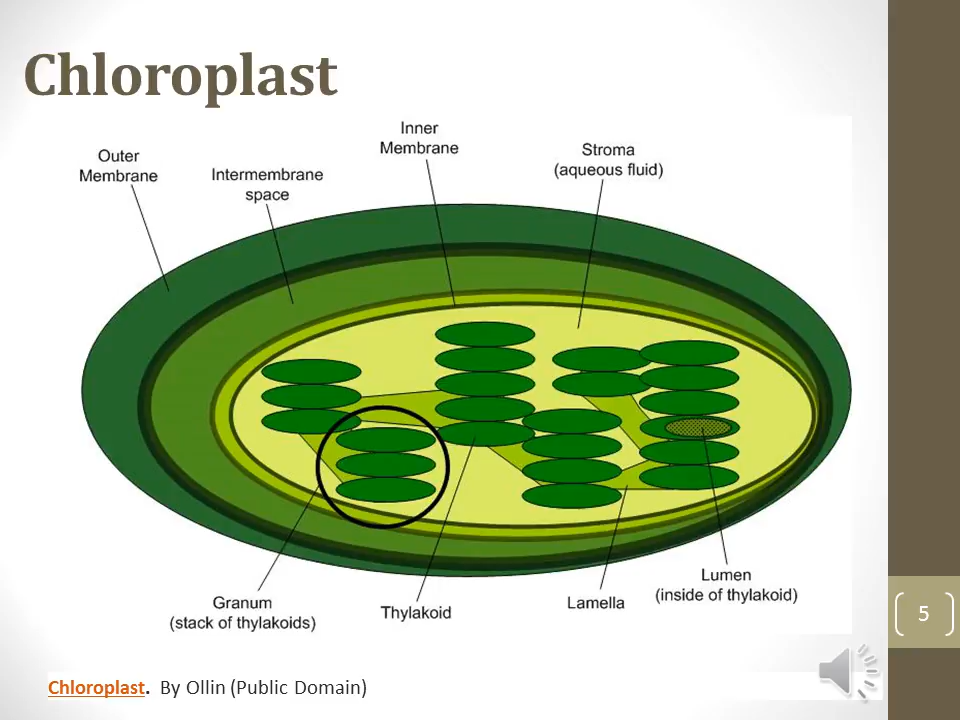 Chloroplast
Outer
Membrane
Intermembrane
space
Inner
Membrane
Stroma
(aqueous fluid)
Granum
(stack of thylakoids)
Thylakoid
Lamella
Lumen
(inside of thylakoid)
5
Chloroplast. By Ollin (Public Domain)